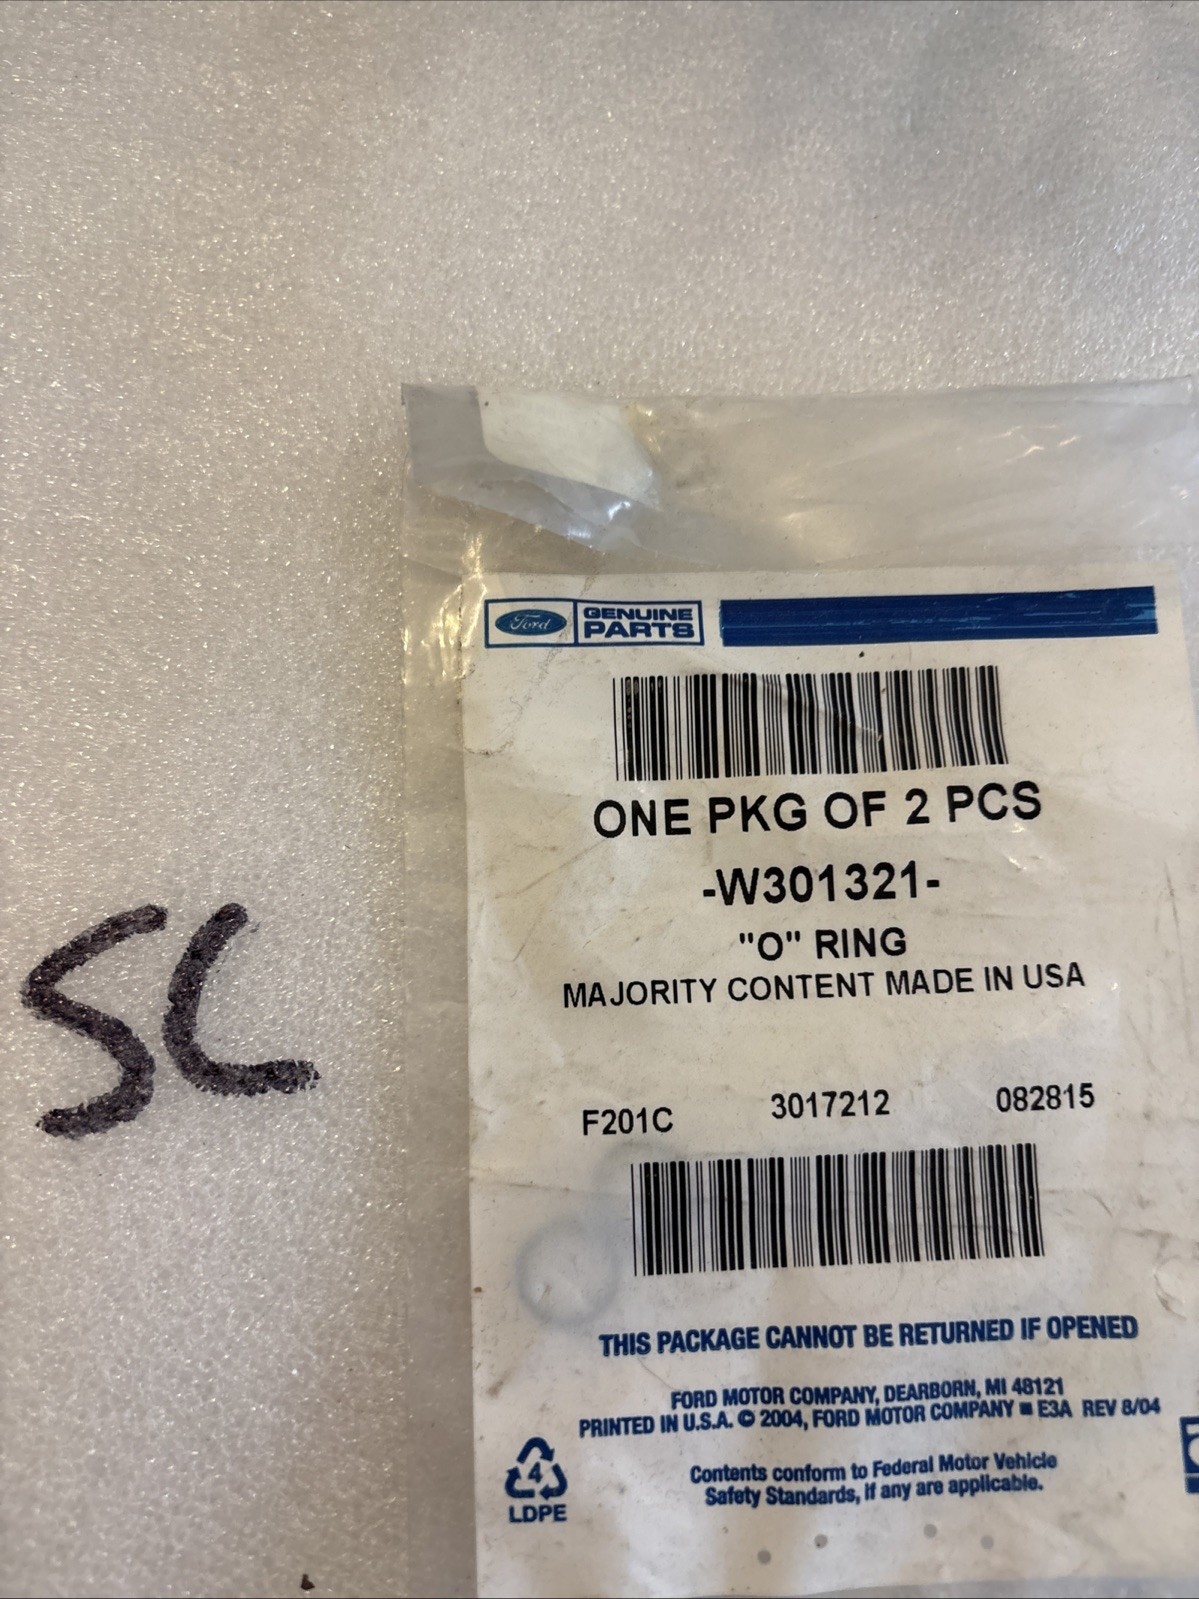 Ford GENUINE PARTS
ONE PKG OF 2 PCS
-W301321-
"O" RING
MAJORITY CONTENT MADE IN USA
F201C 3017212 082815
SC
THIS PACKAGE CANNOT BE RETURNED IF OPENED
FORD MOTOR COMPANY, DEARBORN, MI 48121
PRINTED IN U.S.A. © 2004, FORD MOTOR COMPANY ■ E3A REV 8/04
Contents conform to Federal Motor Vehicle
Safety Standards, if any are applicable.
4
LDPE